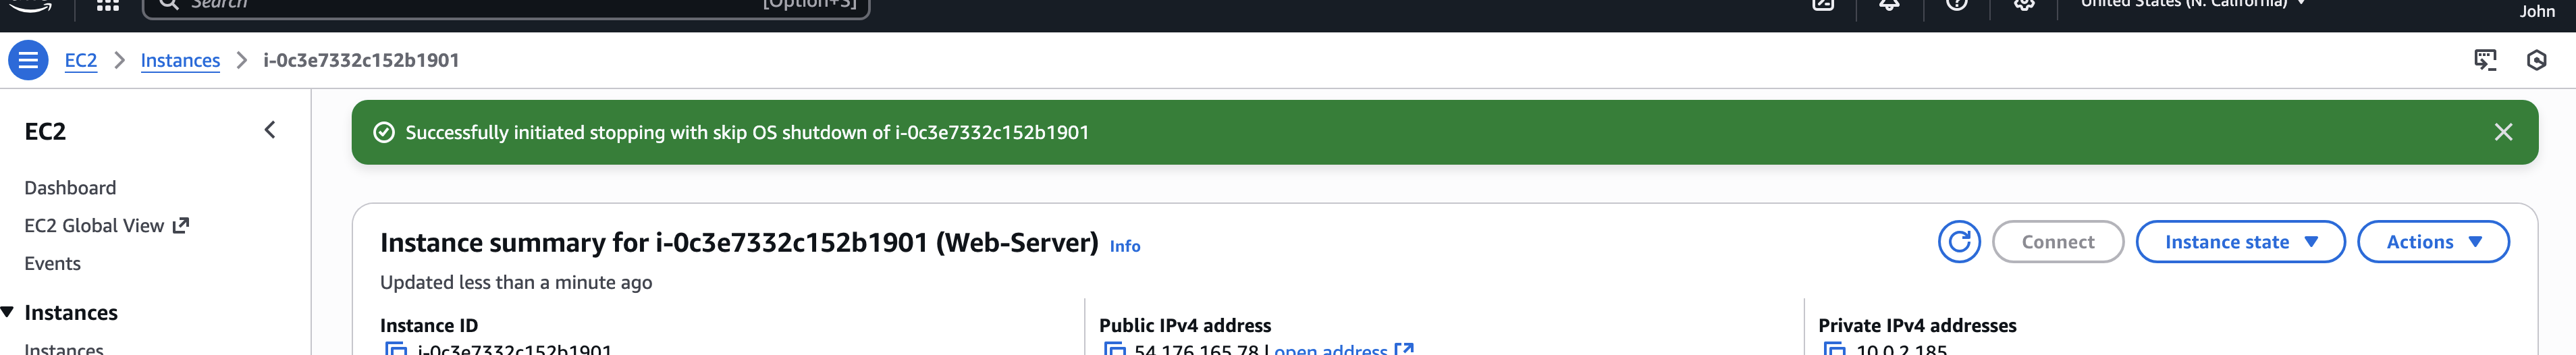 Search [Option+S]
United States (N. California)
John
EC2 > Instances > i-0c3e7332c152b1901
EC2
Successfully initiated stopping with skip OS shutdown of i-0c3e7332c152b1901
Dashboard
EC2 Global View
Events
Instances
Instances
Instance summary for i-0c3e7332c152b1901 (Web-Server) Info
Connect Instance state Actions
Updated less than a minute ago
Instance ID
i-0c3e7332c152b1901
Public IPv4 address
54.176.165.78 | open address
Private IPv4 addresses
10.0.2.185